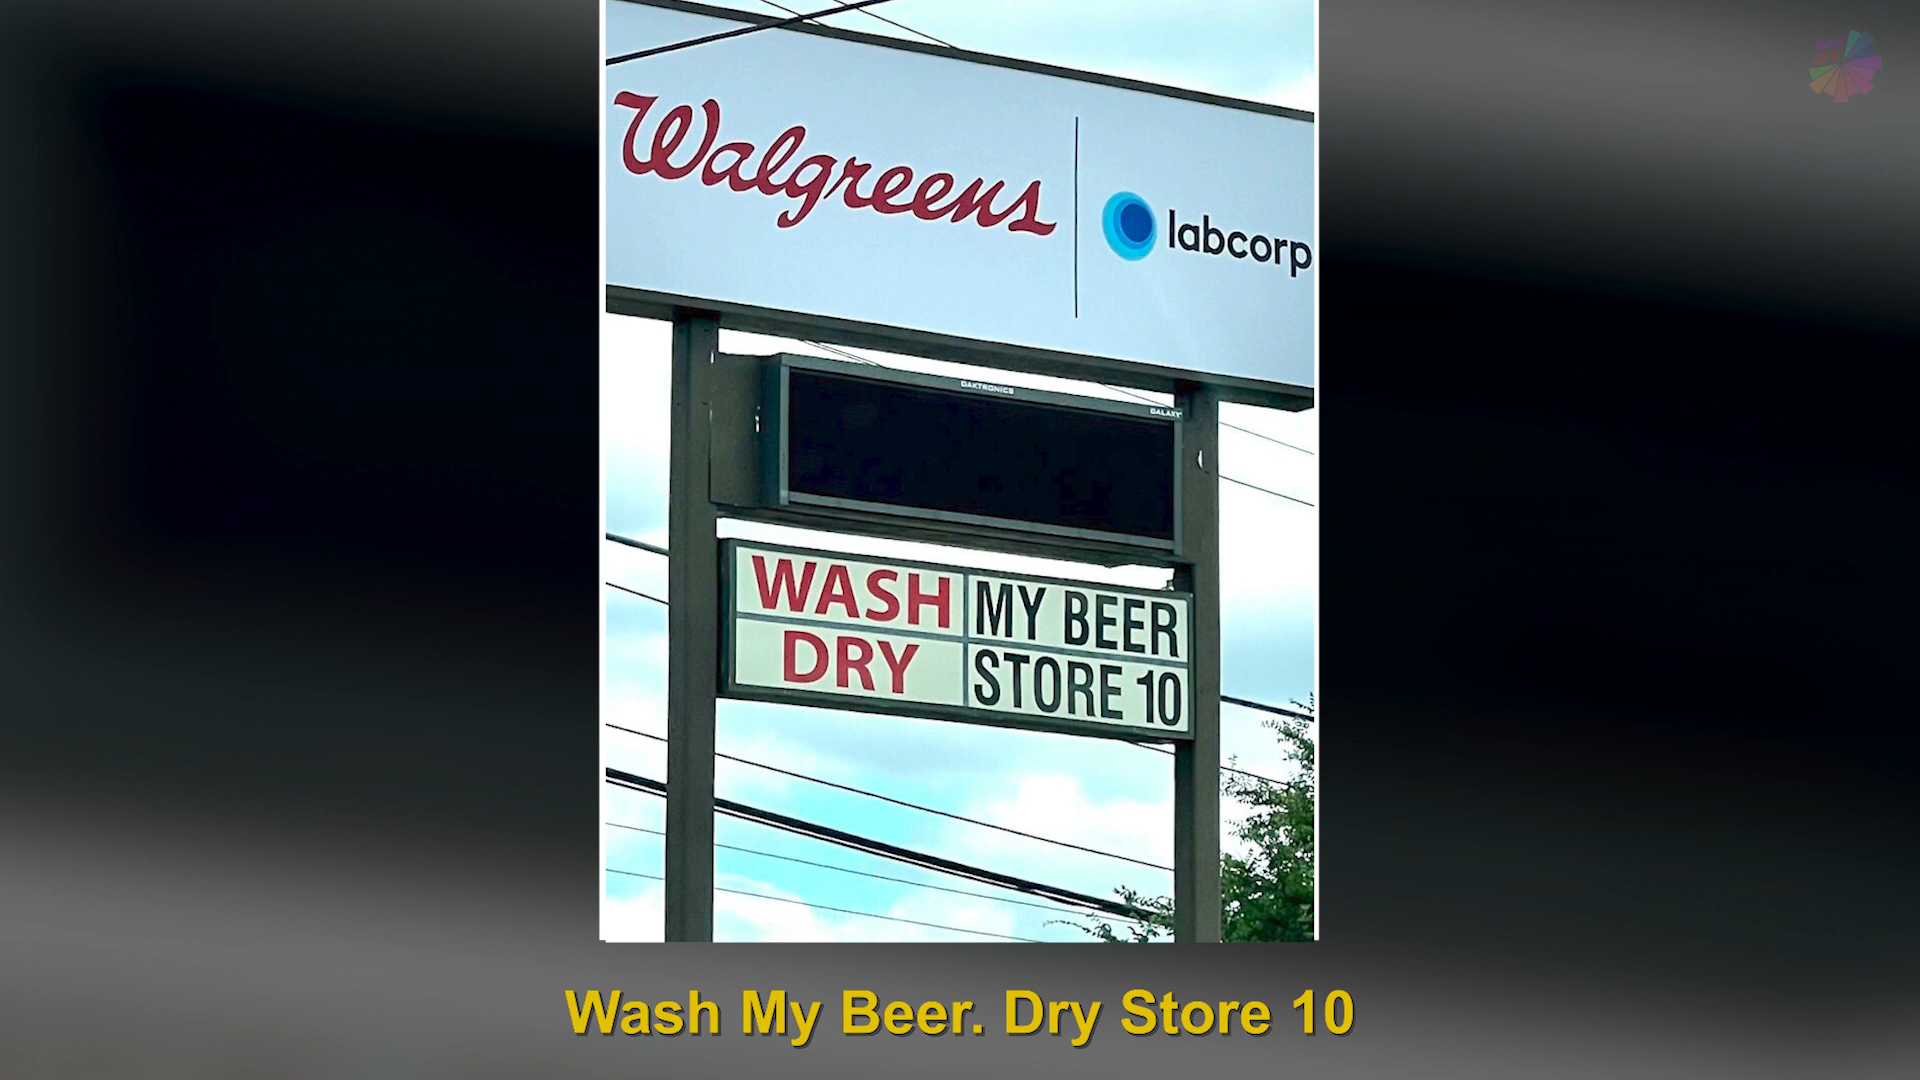 Walgreens
labcorp
DAKTRONICS
GALAXY
WASH MY BEER
DRY STORE 10
Wash My Beer. Dry Store 10